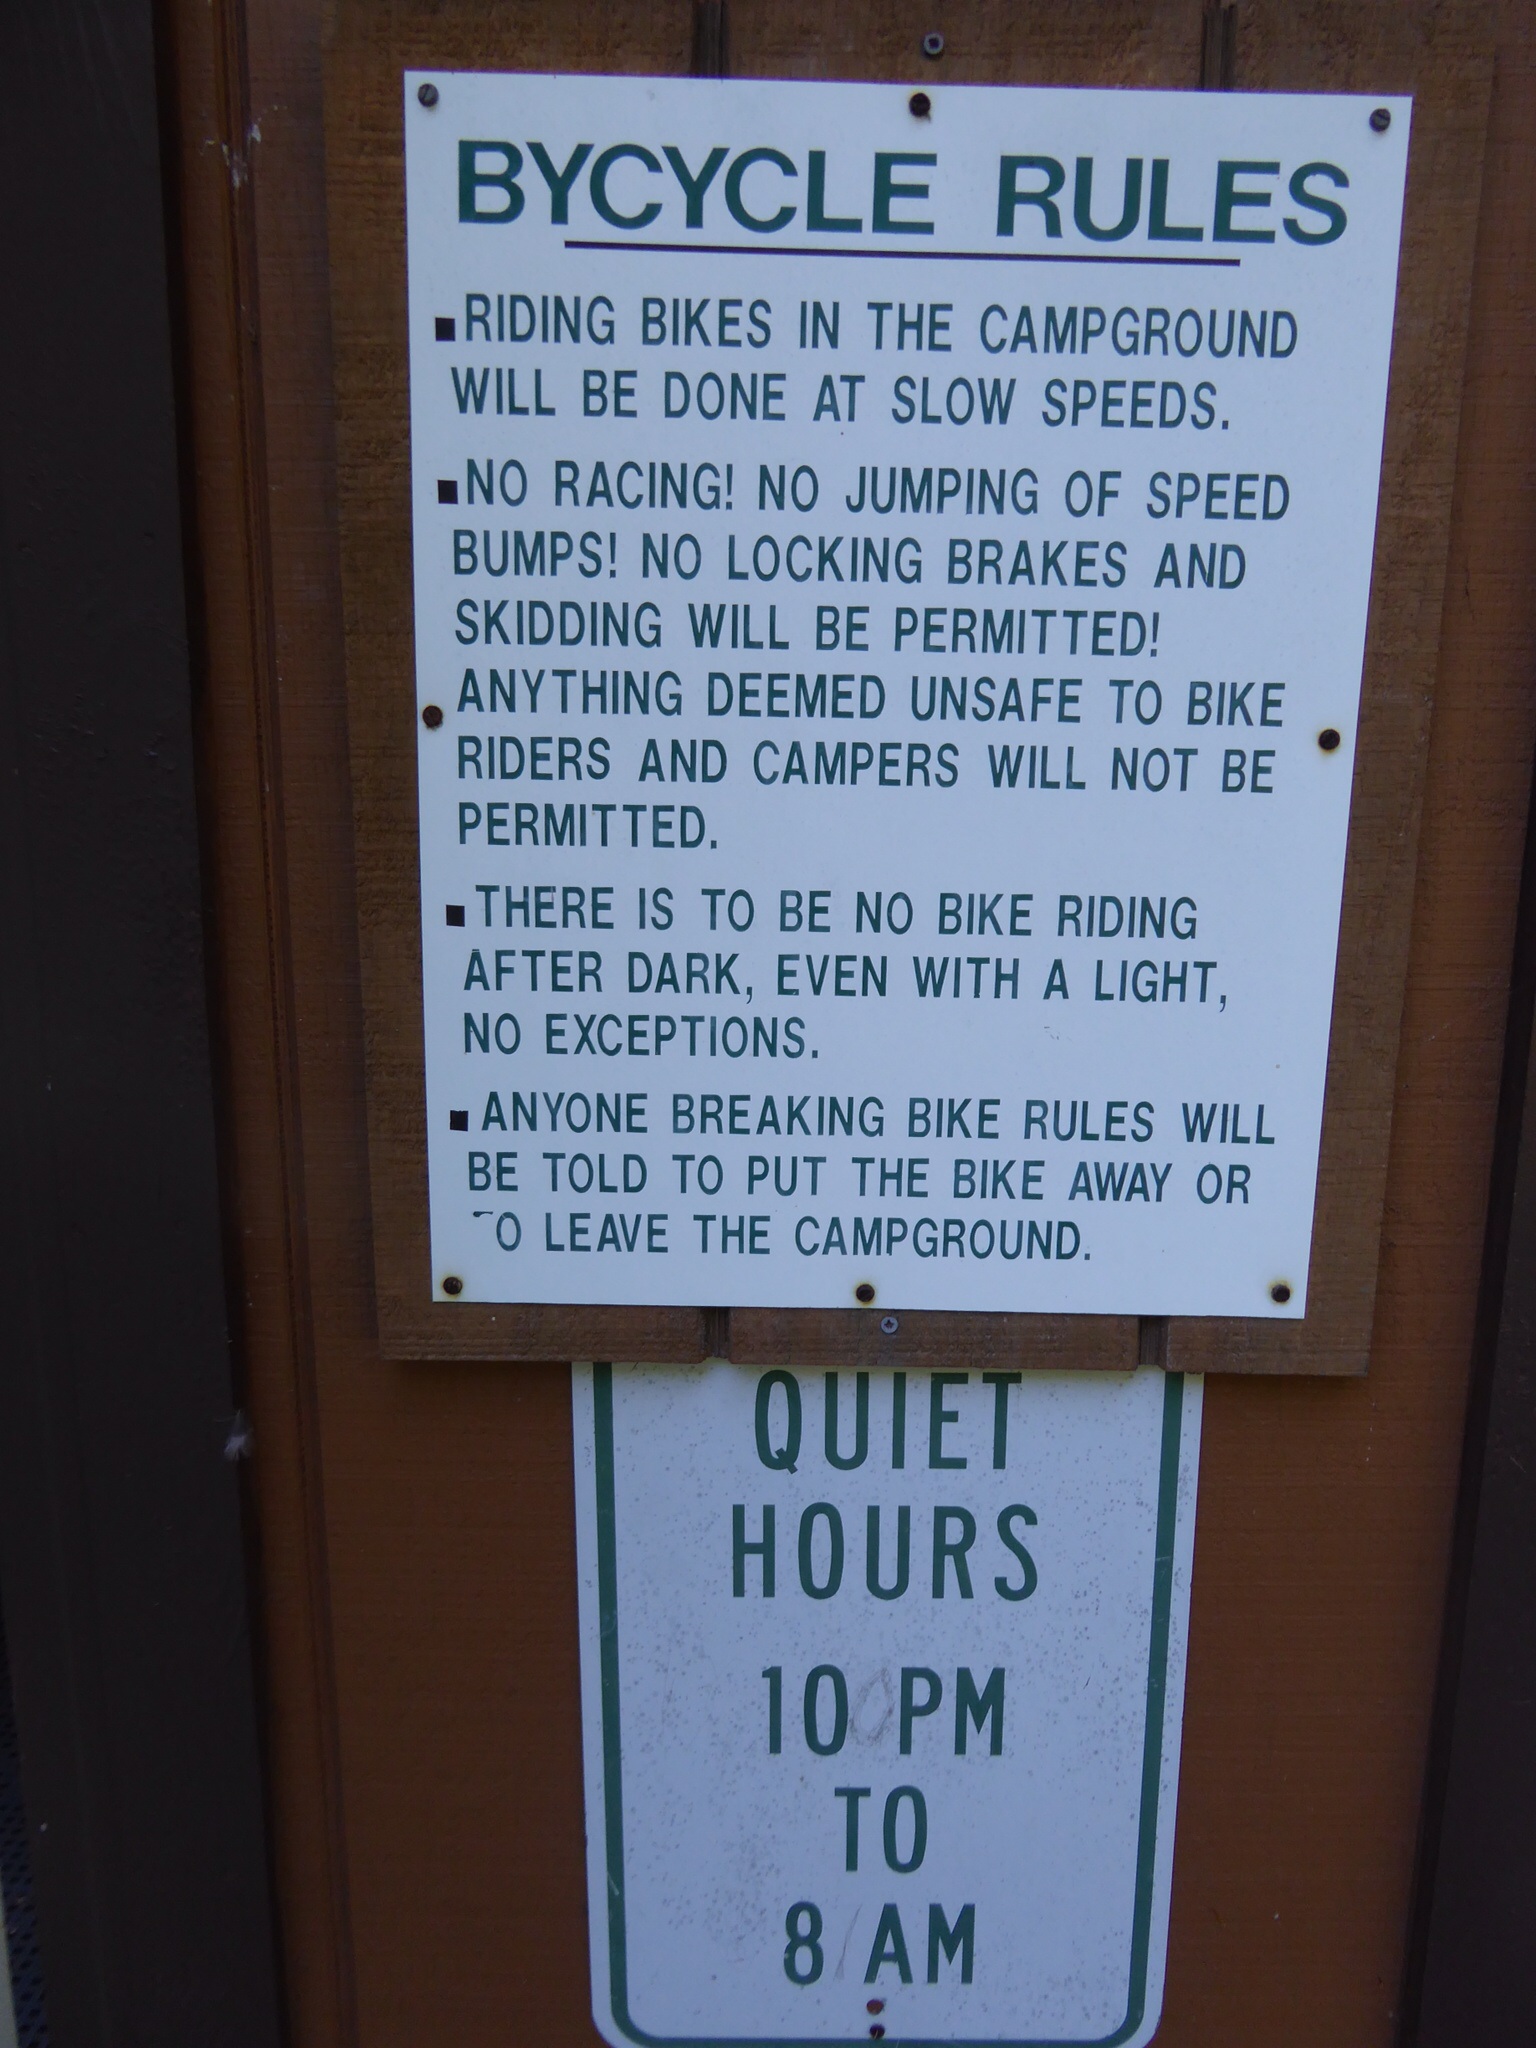 BYCYCLE RULES
▪RIDING BIKES IN THE CAMPGROUND
WILL BE DONE AT SLOW SPEEDS.
▪NO RACING! NO JUMPING OF SPEED
BUMPS! NO LOCKING BRAKES AND
SKIDDING WILL BE PERMITTED!
ANYTHING DEEMED UNSAFE TO BIKE
RIDERS AND CAMPERS WILL NOT BE
PERMITTED.
▪THERE IS TO BE NO BIKE RIDING
AFTER DARK, EVEN WITH A LIGHT,
NO EXCEPTIONS.
▪ANYONE BREAKING BIKE RULES WILL
BE TOLD TO PUT THE BIKE AWAY OR
TO LEAVE THE CAMPGROUND.
QUIET
HOURS
10 PM
TO
8 AM